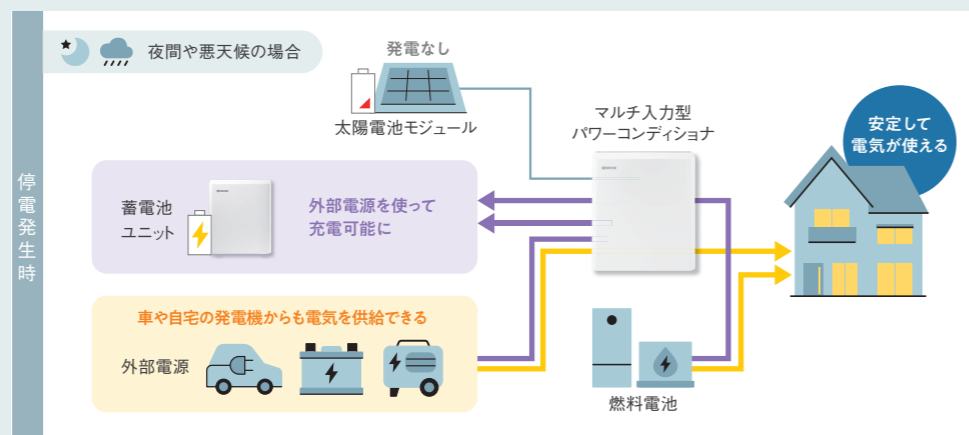 停電発生時
夜間や悪天候の場合
発電なし
太陽電池モジュール
マルチ入力型
パワーコンディショナ
安定して
電気が使える
蓄電池
ユニット
外部電源を使って
充電可能に
車や自宅の発電機からも電気を供給できる
外部電源
燃料電池